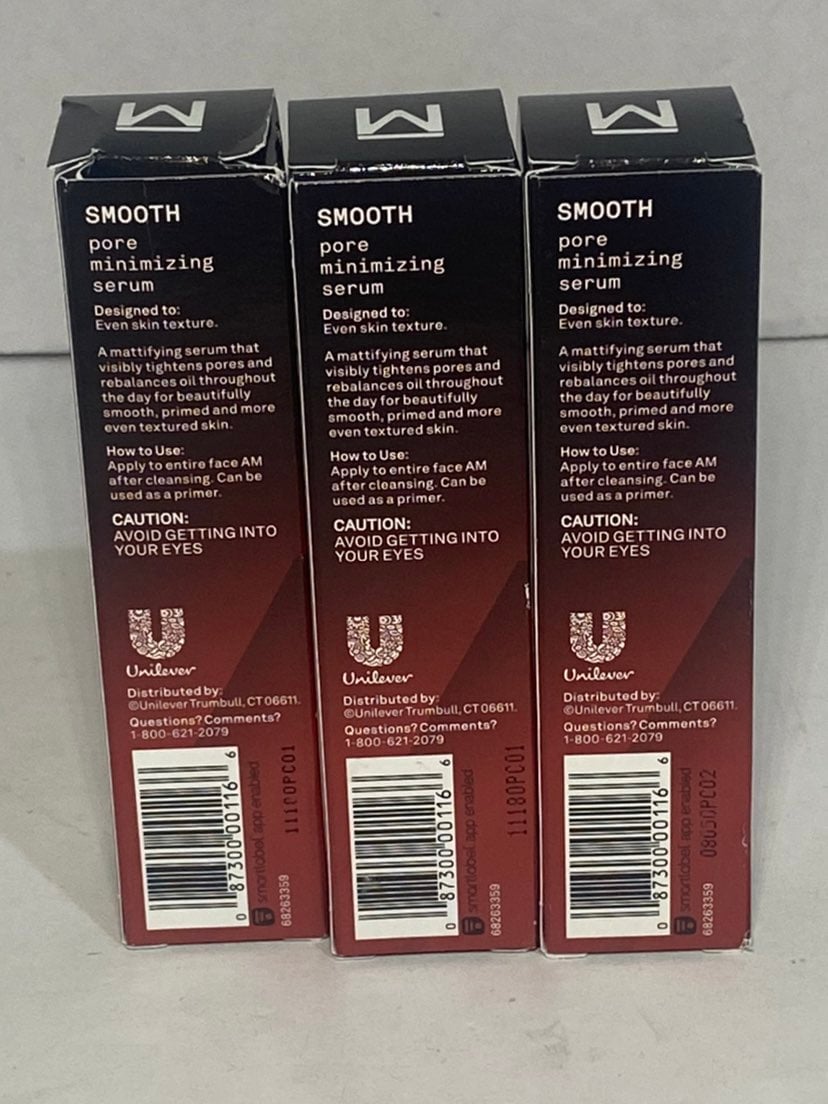 SMOOTH
pore
minimizing
serum
Designed to:
Even skin texture.
A mattifying serum that
visibly tightens pores and
rebalances oil throughout
the day for beautifully
smooth, primed and more
even textured skin.
How to Use:
Apply to entire face AM
after cleansing. Can be
used as a primer.
CAUTION:
AVOID GETTING INTO
YOUR EYES
Unilever
Distributed by:
©Unilever Trumbull, CT 06611.
Questions? Comments?
1-800-621-2079
0 87300 00116 6
smartlabel app enabled
68263359
SMOOTH
pore
minimizing
serum
Designed to:
Even skin texture.
A mattifying serum that
visibly tightens pores and
rebalances oil throughout
the day for beautifully
smooth, primed and more
even textured skin.
How to Use:
Apply to entire face AM
after cleansing. Can be
used as a primer.
CAUTION:
AVOID GETTING INTO
YOUR EYES
Unilever
Distributed by:
©Unilever Trumbull, CT 06611.
Questions? Comments?
1-800-621-2079
0 87300 00116 6
smartlabel app enabled
68263359
11180PC01
SMOOTH
pore
minimizing
serum
Designed to:
Even skin texture.
A mattifying serum that
visibly tightens pores and
rebalances oil throughout
the day for beautifully
smooth, primed and more
even textured skin.
How to Use:
Apply to entire face AM
after cleansing. Can be
used as a primer.
CAUTION:
AVOID GETTING INTO
YOUR EYES
Unilever
Distributed by:
©Unilever Trumbull, CT 06611.
Questions? Comments?
1-800-621-2079
0 87300 00116 6
smartlabel app enabled
68263359